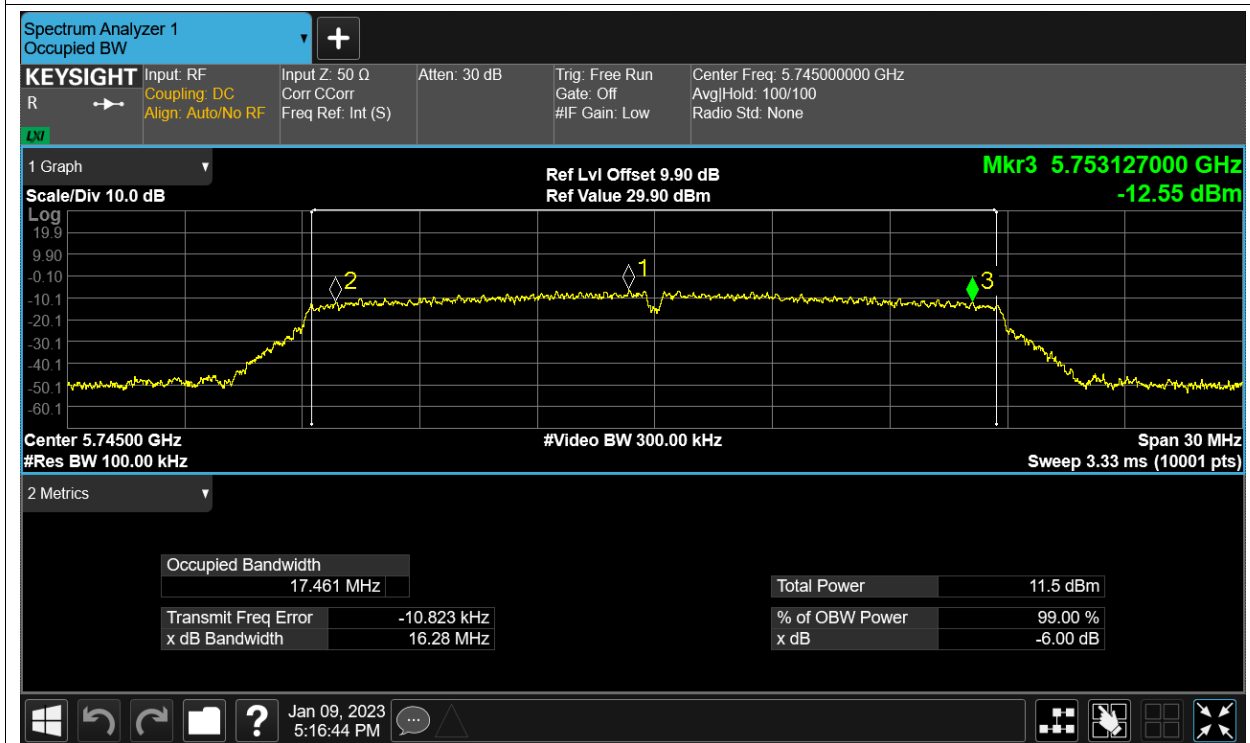 Spectrum Analyzer 1
Occupied BW
KEYSIGHT
R
LXI
Input: RF
Coupling: DC
Align: Auto/No RF
Input Z: 50 Ω
Corr CCorr
Freq Ref: Int (S)
Atten: 30 dB
Trig: Free Run
Gate: Off
#IF Gain: Low
Center Freq: 5.745000000 GHz
Avg|Hold: 100/100
Radio Std: None
1 Graph
Scale/Div 10.0 dB
Ref Lvl Offset 9.90 dB
Ref Value 29.90 dBm
Mkr3 5.753127000 GHz
-12.55 dBm
Log
19.9
9.90
-0.10
-10.1
-20.1
-30.1
-40.1
-50.1
-60.1
2
1
3
Center 5.74500 GHz
#Res BW 100.00 kHz
#Video BW 300.00 kHz
Span 30 MHz
Sweep 3.33 ms (10001 pts)
2 Metrics
Occupied Bandwidth
17.461 MHz
Transmit Freq Error -10.823 kHz
x dB Bandwidth 16.28 MHz
Total Power 11.5 dBm
% of OBW Power 99.00 %
x dB -6.00 dB
?
Jan 09, 2023
5:16:44 PM